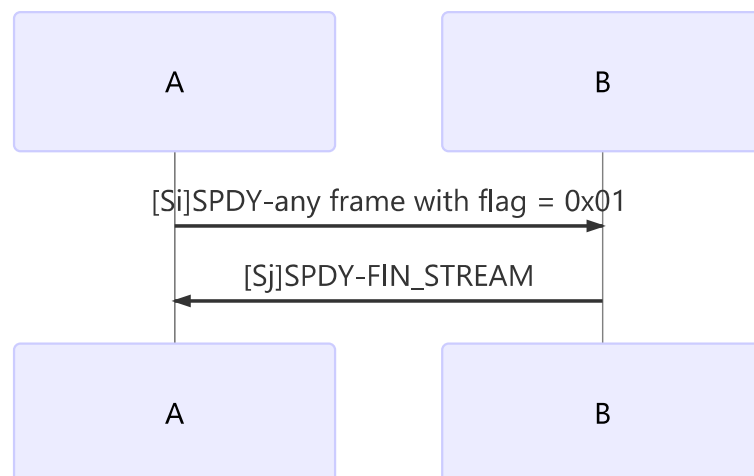 A
B
[Si]SPDY-any frame with flag = 0x01
[Sj]SPDY-FIN_STREAM
A
B